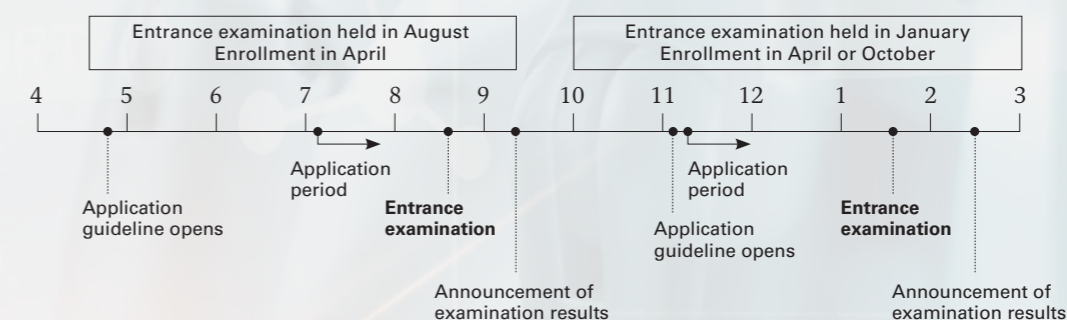 Entrance examination held in August
Enrollment in April
Entrance examination held in January
Enrollment in April or October
4 5 6 7 8 9 10 11 12 1 2 3
Application
period
Application
period
Application
guideline opens
Entrance
examination
Application
guideline opens
Entrance
examination
Announcement of
examination results
Announcement of
examination results